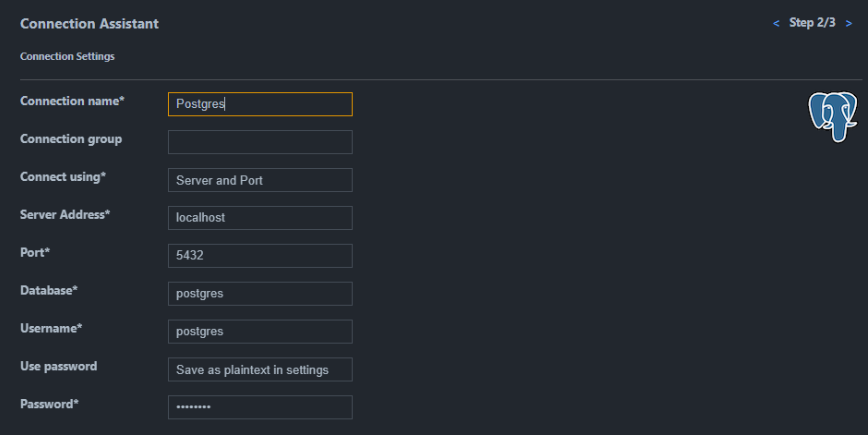 Connection Assistant
< Step 2/3 >
Connection Settings
Connection name* Postgres
Connection group
Connect using* Server and Port
Server Address* localhost
Port* 5432
Database* postgres
Username* postgres
Use password Save as plaintext in settings
Password* ••••••••